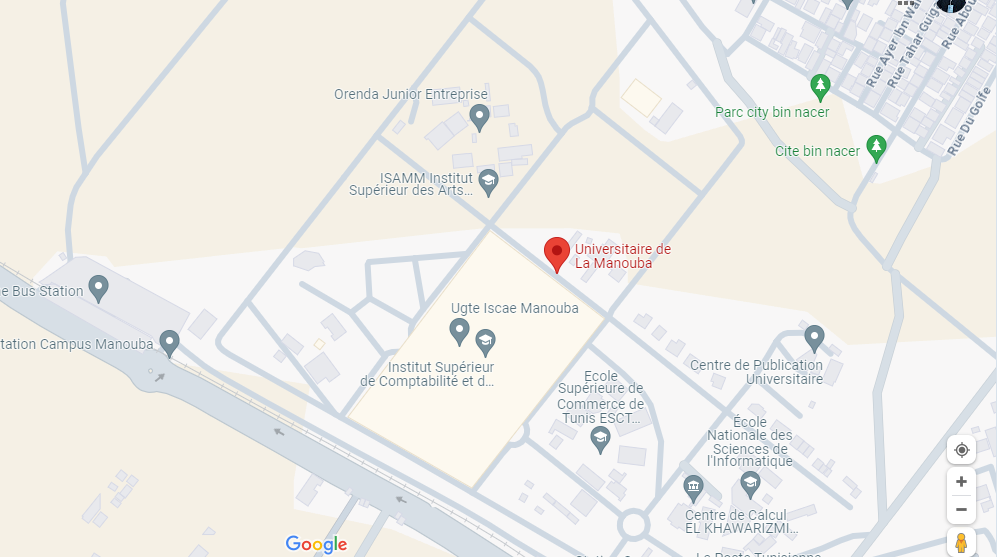 Rue Ayer Ibn Wa
Rue Tahar Guig
Rue Abou
Rue Du Golfe
Orenda Junior Entreprise
Parc city bin nacer
Cite bin nacer
ISAMM Institut
Supérieur des Arts...
Universitaire de
La Manouba
e Bus Station
Ugte Iscae Manouba
tation Campus Manouba
Institut Supérieur
de Comptabilité et d...
Centre de Publication
Universitaire
Ecole
Supérieure de
Commerce de
Tunis ESCT...
École
Nationale des
Sciences de
l'Informatique
Centre de Calcul
EL KHAWARIZMI...
La Poste Tunisienne
Google